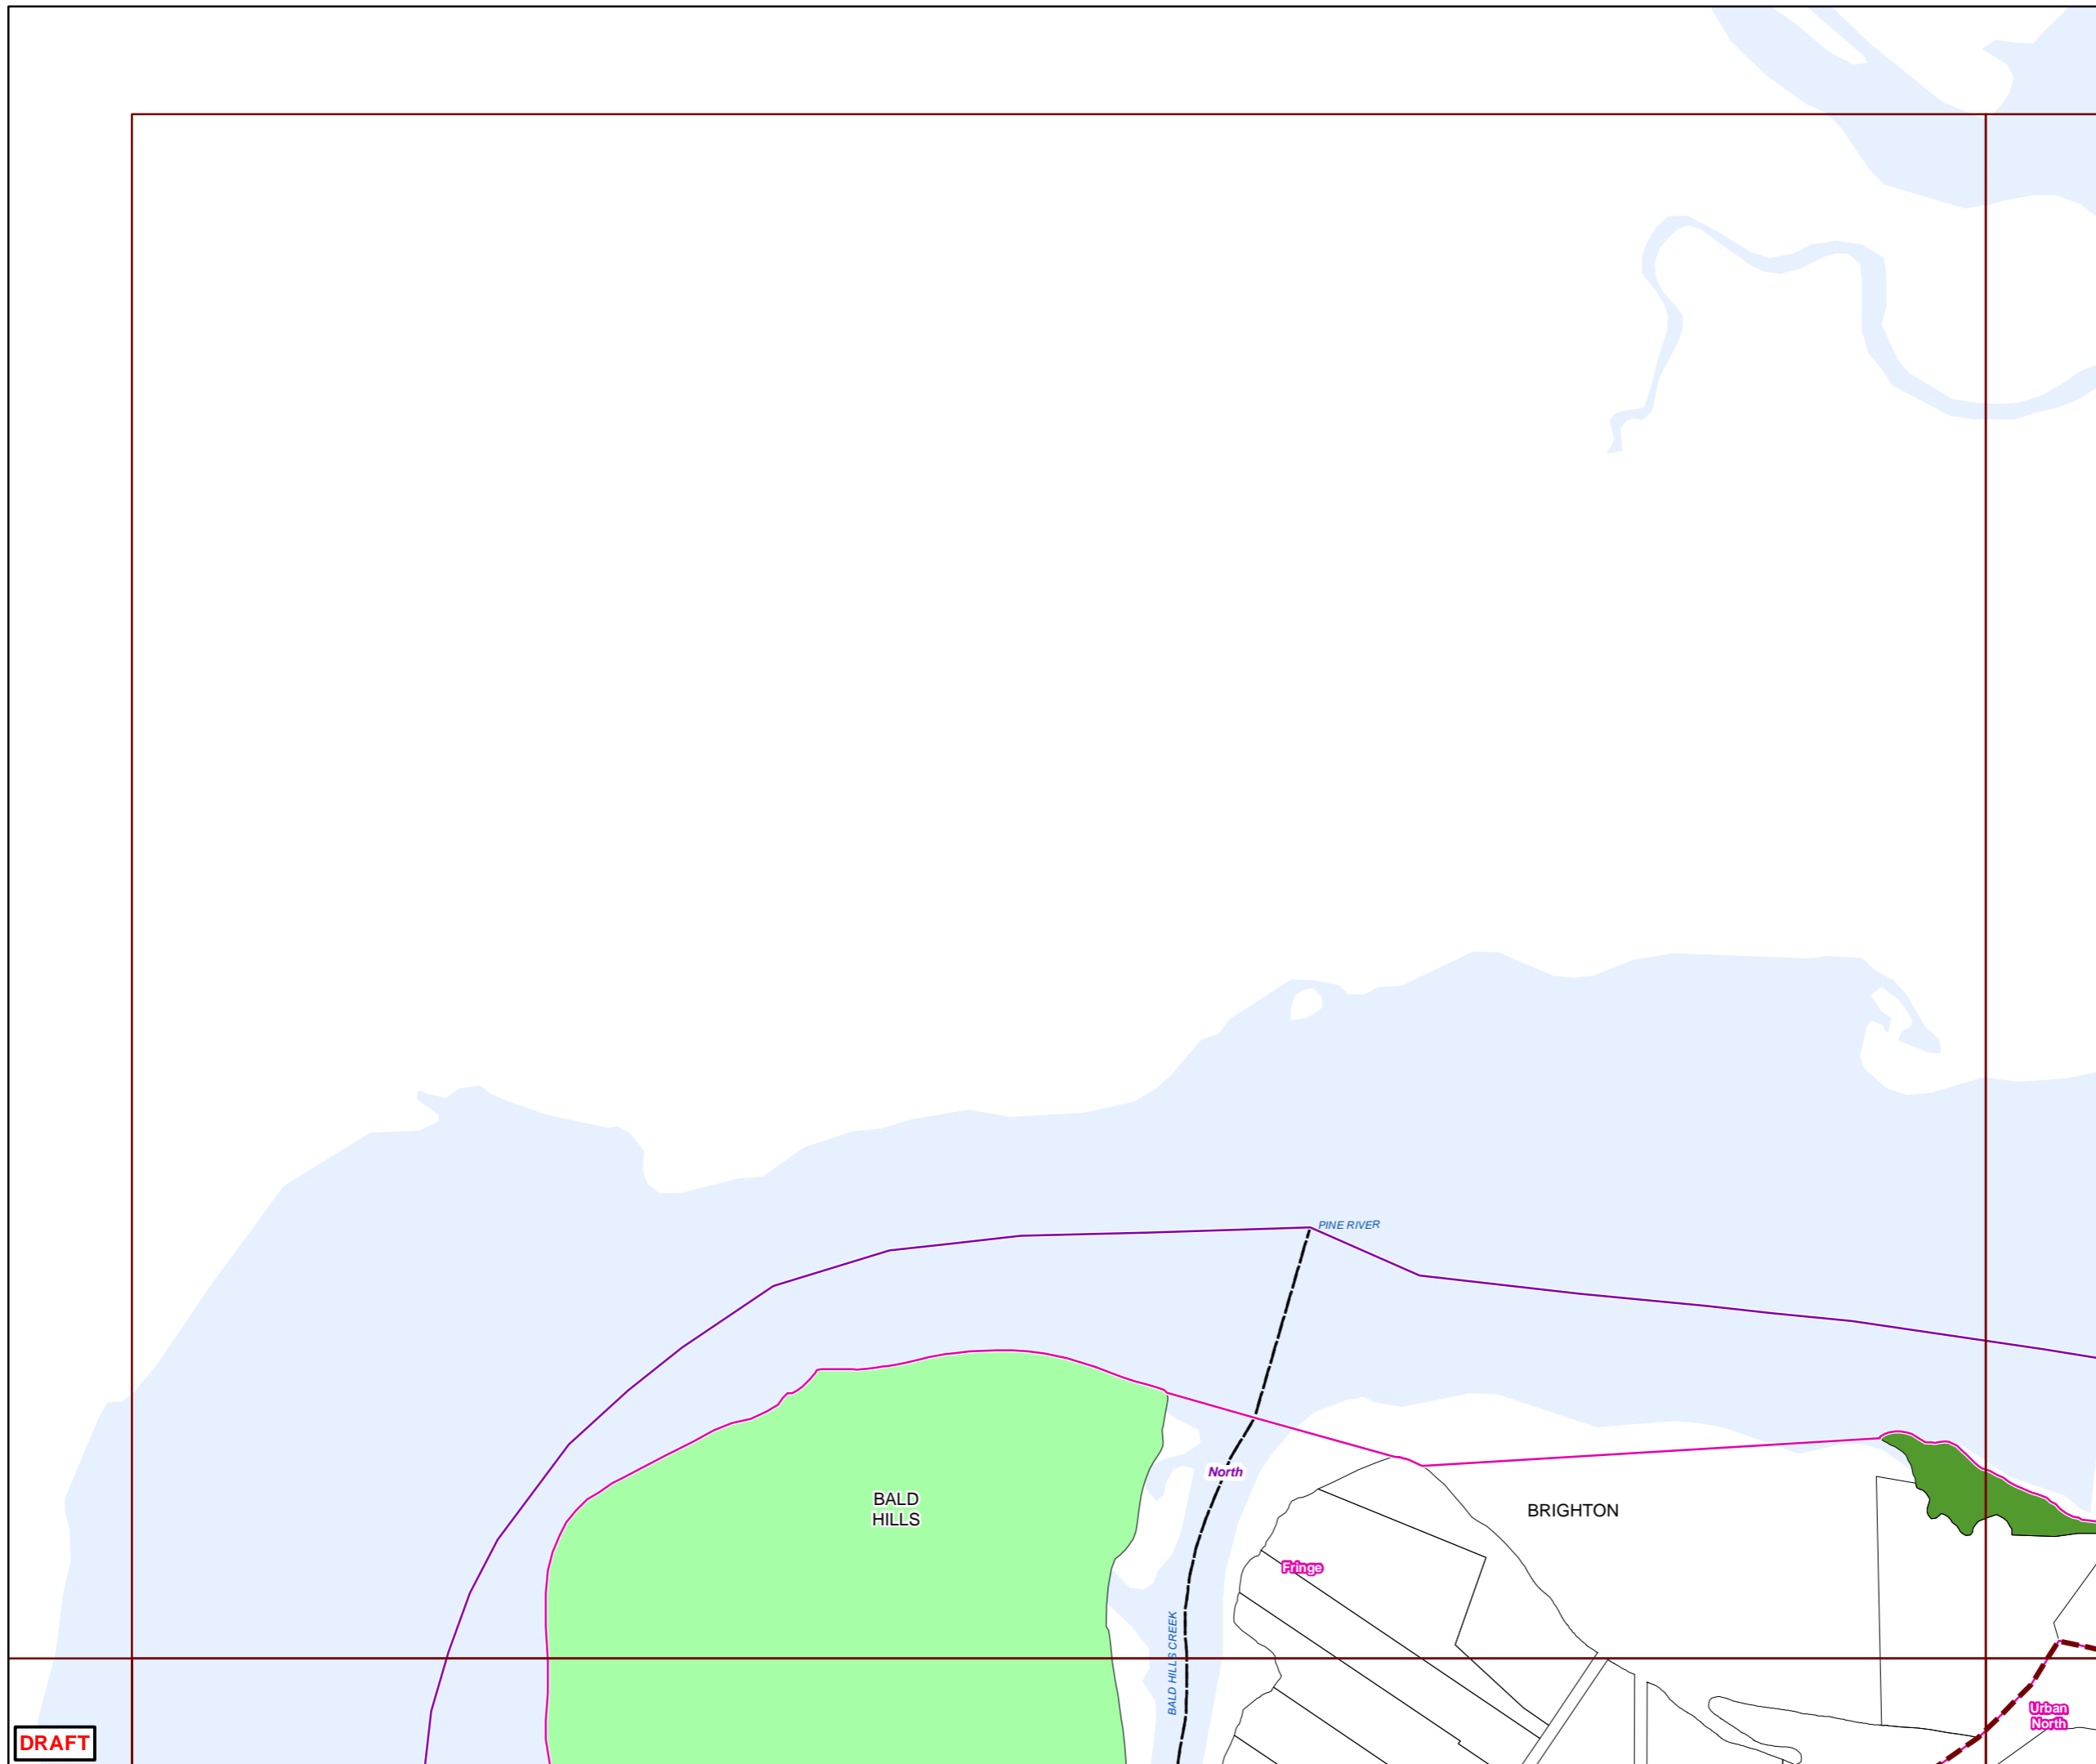 PINE RIVER
North
BALD
HILLS
BRIGHTON
Fringe
BALD HILLS CREEK
Urban
North
DRAFT